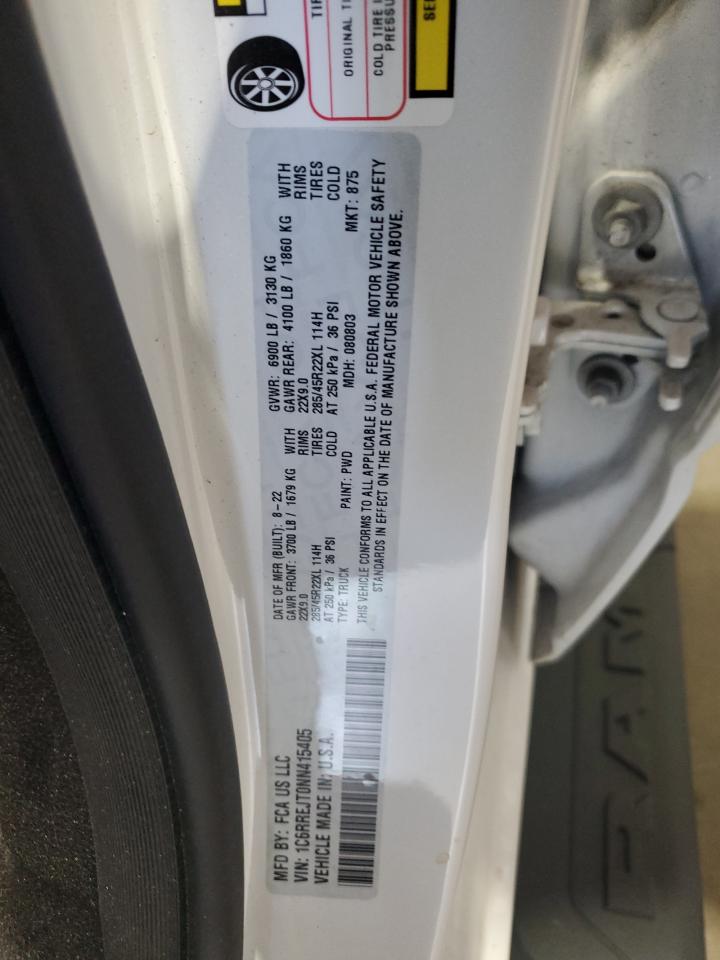 MFD BY: FCA US LLC
VIN: 1C6RREJT0NN415405
VEHICLE MADE IN: U.S.A.
DATE OF MFR (BUILT): 8-22
GAWR FRONT: 3700 LB / 1679 KG WITH
22X9.0 RIMS
285/45R22XL 114H TIRES
AT 250 kPa / 36 PSI COLD
GVWR: 6900 LB / 3130 KG
GAWR REAR: 4100 LB / 1860 KG WITH
22X9.0 RIMS
285/45R22XL 114H TIRES
AT 250 kPa / 36 PSI COLD
TYPE: TRUCK PAINT: PWD MDH: 080803 MKT: 875
THIS VEHICLE CONFORMS TO ALL APPLICABLE U.S.A. FEDERAL MOTOR VEHICLE SAFETY
STANDARDS IN EFFECT ON THE DATE OF MANUFACTURE SHOWN ABOVE.
ORIGINAL
COLD TIRE
PRESSU
SE
RAM